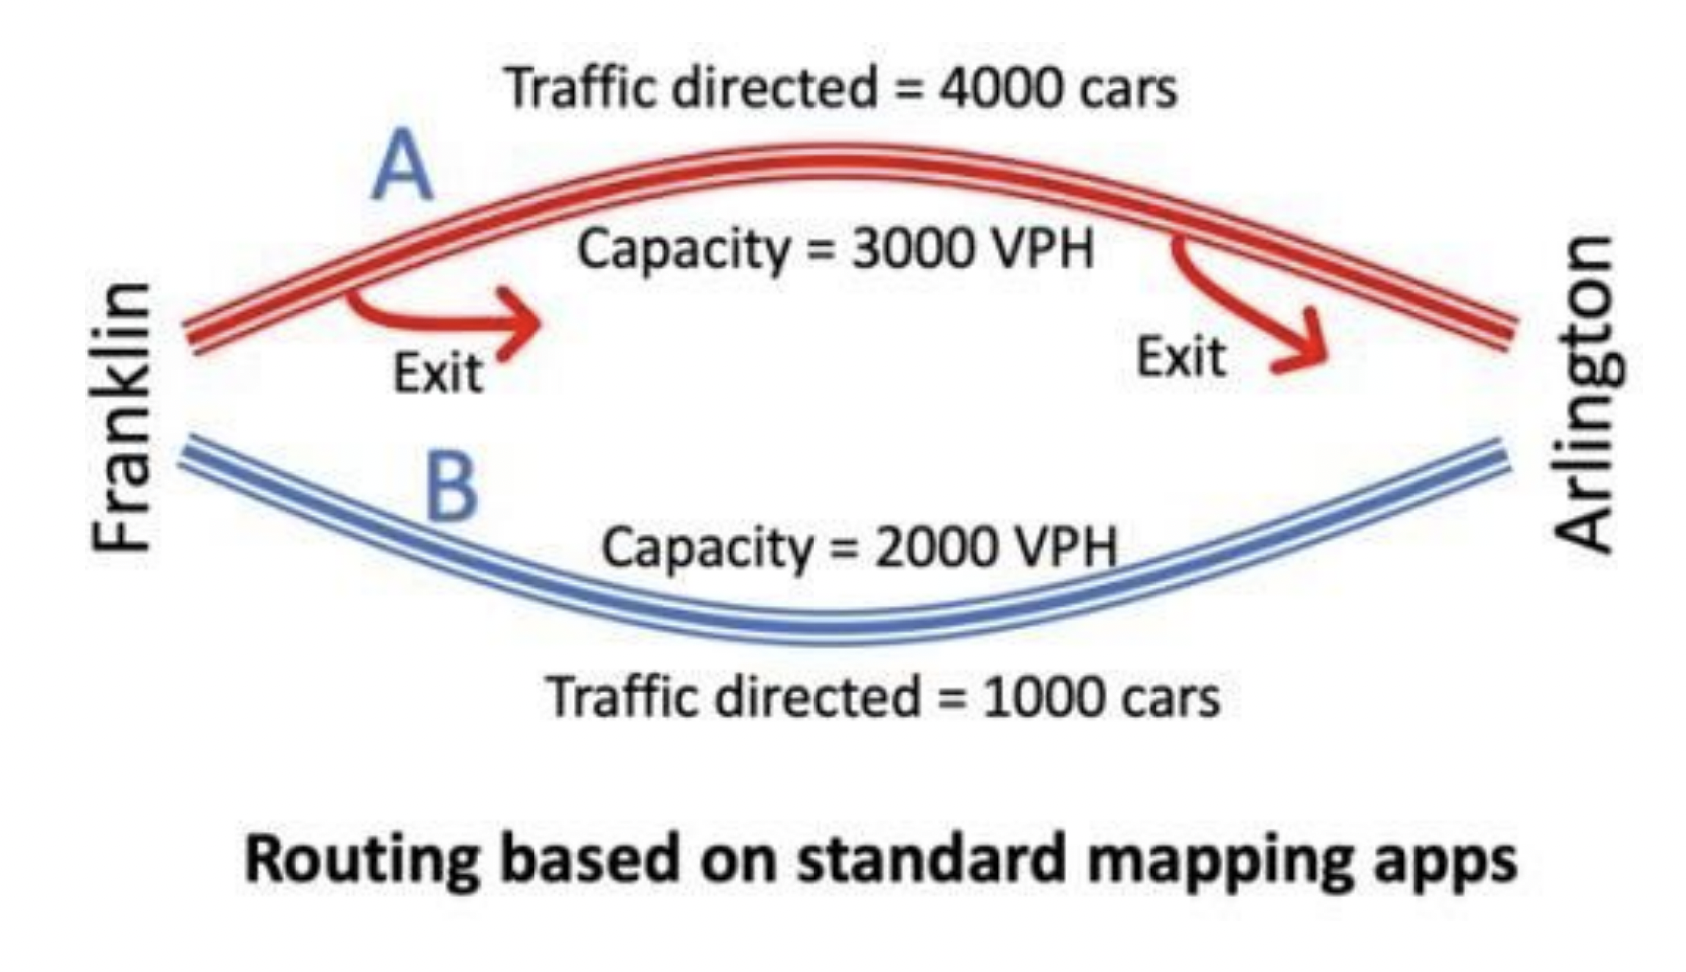 Traffic directed = 4000 cars
A
Capacity = 3000 VPH
Franklin
Exit
Exit
Arlington
B
Capacity = 2000 VPH
Traffic directed = 1000 cars
Routing based on standard mapping apps